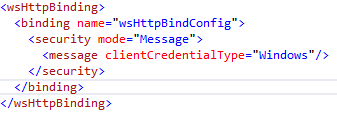 <wsHttpBinding>
  <binding name="wsHttpBindConfig">
    <security mode="Message">
      <message clientCredentialType="Windows"/>
    </security>
  </binding>
</wsHttpBinding>